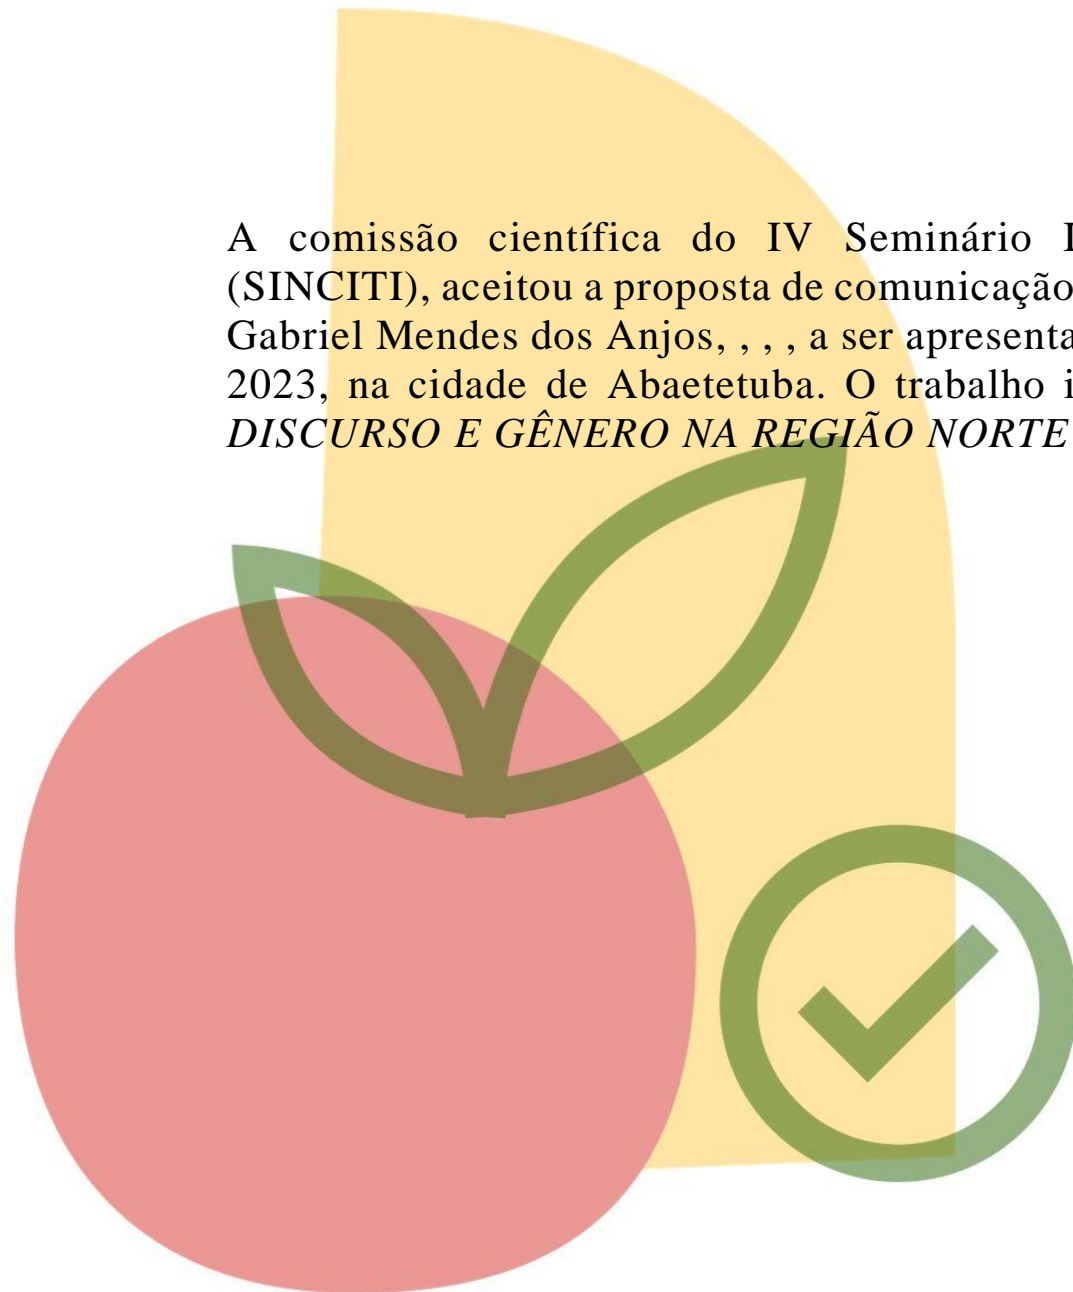 A comissão científica do IV Seminário
(SINCITI), aceitou a proposta de comunicação
Gabriel Mendes dos Anjos, , , , a ser
2023, na cidade de Abaetetuba. O trabalho
DISCURSO E GÊNERO NA REGIÃO NORTE